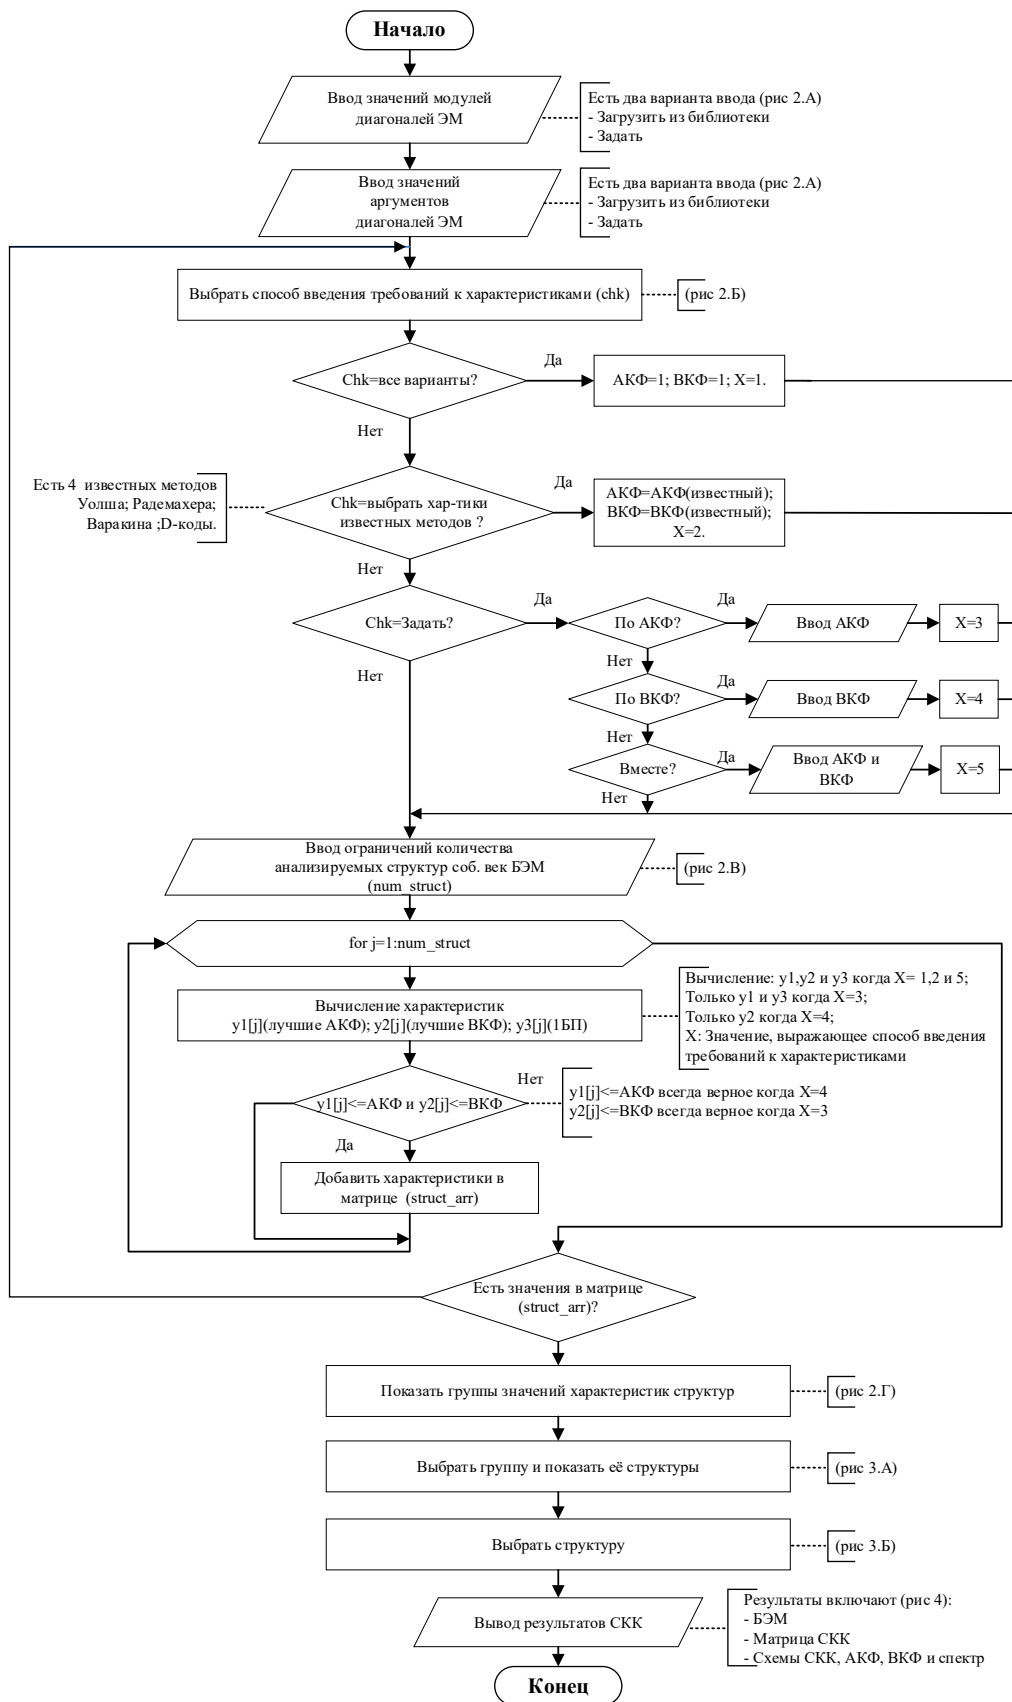 Начало
Ввод значений модулей
диагоналей ЭМ
Есть два варианта ввода (рис 2.А)
- Загрузить из библиотеки
- Задать
Ввод значений
аргументов
диагоналей ЭМ
Есть два варианта ввода (рис 2.А)
- Загрузить из библиотеки
- Задать
Выбрать способ введения требований к характеристиками (chk)
(рис 2.Б)
Chk=все варианты?
Да
АКФ=1; ВКФ=1; X=1.
Нет
Есть 4 известных методов
Уолша; Радемахера;
Варакина ;D-коды.
Chk=выбрать хар-тики
известных методов ?
Да
АКФ=АКФ(известный);
ВКФ=ВКФ(известный);
X=2.
Нет
Chk=Задать?
Да
По АКФ?
Да
Ввод АКФ
X=3
Нет
Нет
По ВКФ?
Да
Ввод ВКФ
X=4
Нет
Вместе?
Да
Ввод АКФ и
ВКФ
X=5
Нет
Ввод ограничений количества
анализируемых структур соб. век БЭМ
(num_struct)
(рис 2.В)
for j=1:num_struct
Вычисление характеристик
y1[j](лучшие АКФ); y2[j](лучшие ВКФ); y3[j](1БП)
Вычисление: y1,y2 и y3 когда X= 1,2 и 5;
Только y1 и y3 когда X=3;
Только y2 когда X=4;
X: Значение, выражающее способ введения
требований к характеристиками
y1[j]<=АКФ и y2[j]<=ВКФ
Нет
y1[j]<=АКФ всегда верное когда X=4
y2[j]<=ВКФ всегда верное когда X=3
Да
Добавить характеристики в
матрице (struct_arr)
Есть значения в матрице
(struct_arr)?
Показать группы значений характеристик структур
(рис 2.Г)
Выбрать группу и показать её структуры
(рис 3.А)
Выбрать структуру
(рис 3.Б)
Вывод результатов СКК
Результаты включают (рис 4):
- БЭМ
- Матрица СКК
- Схемы СКК, АКФ, ВКФ и спектр
Конец